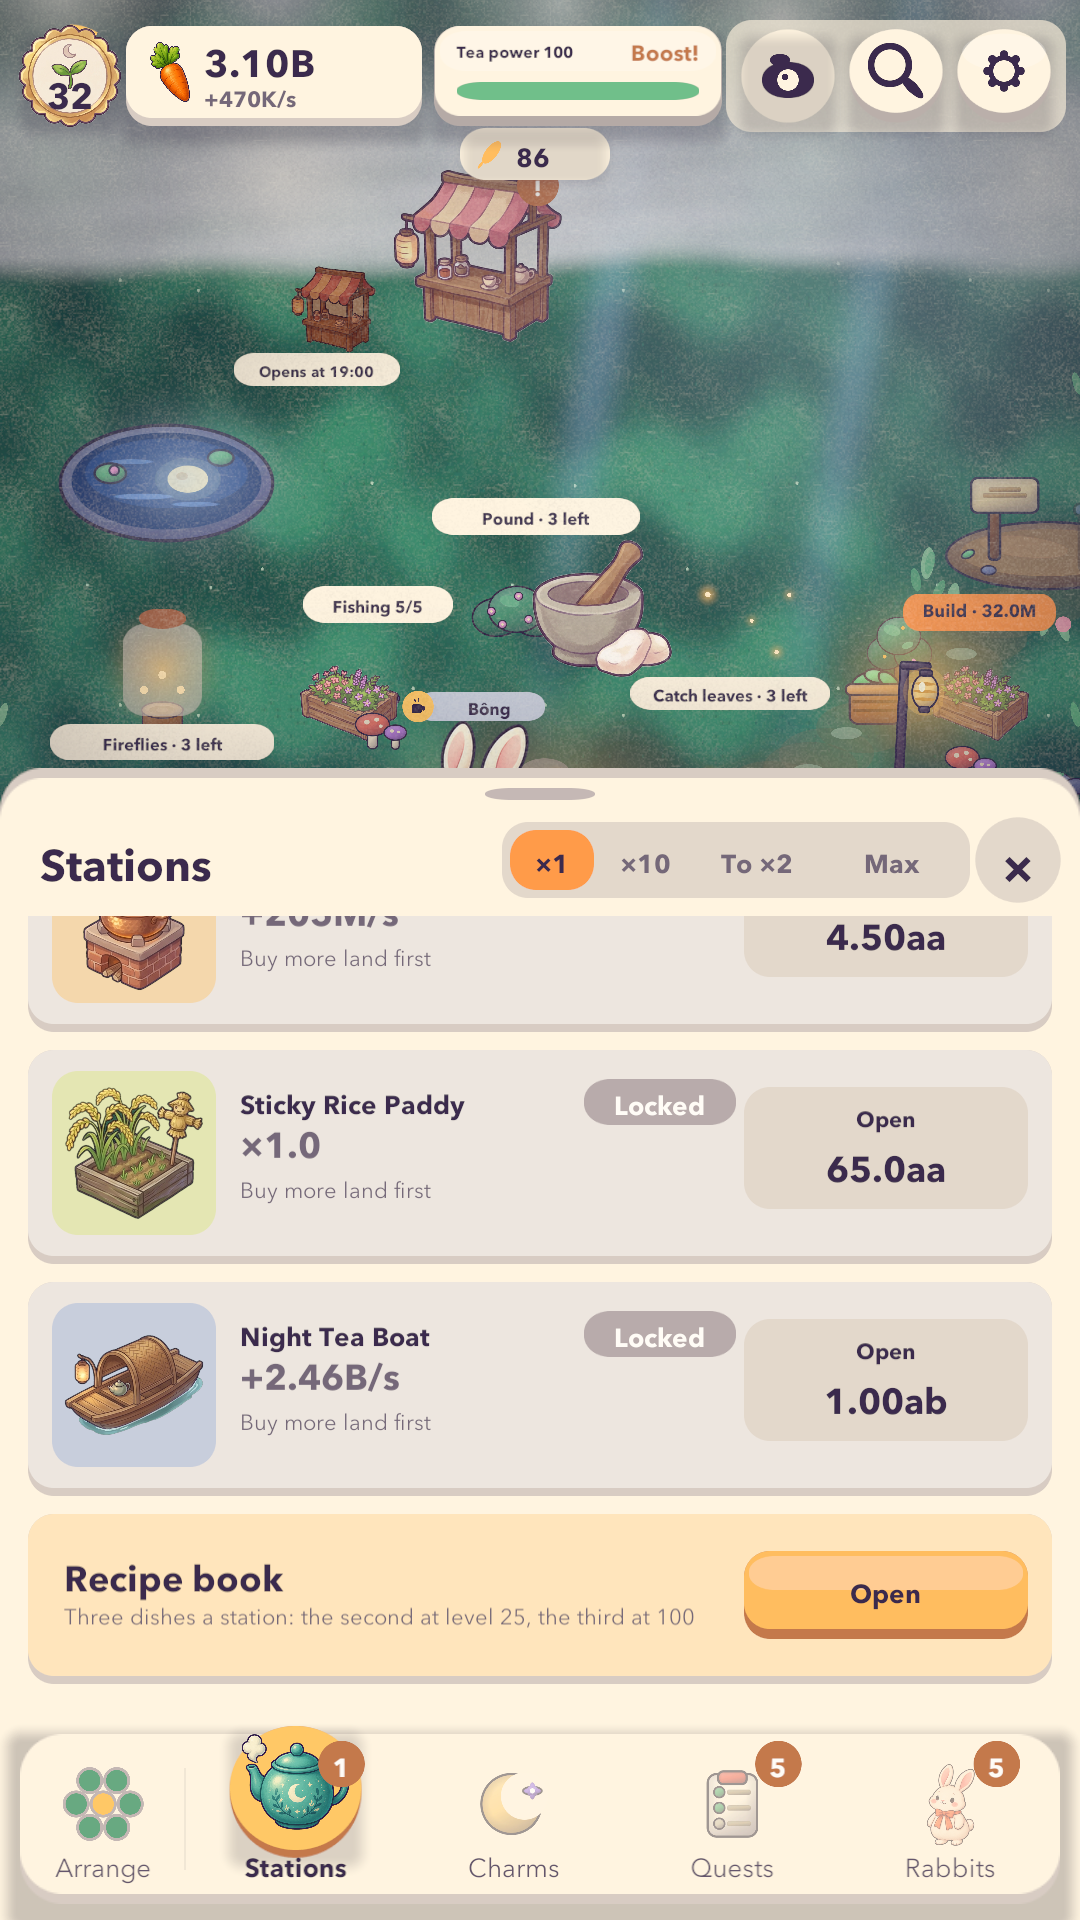 32
3.10B
+470K/s
Tea power 100
Boost!
86
!
Opens at 19:00
Pound · 3 left
Fishing 5/5
Build · 32.0M
Catch leaves · 3 left
Bông
Fireflies · 3 left
Stations
×1
×10
To ×2
Max
×
Buy more land first
4.50aa
Sticky Rice Paddy
×1.0
Buy more land first
Locked
Open
65.0aa
Night Tea Boat
+2.46B/s
Buy more land first
Locked
Open
1.00ab
Recipe book
Three dishes a station: the second at level 25, the third at 100
Open
Arrange
1
Stations
Charms
5
Quests
5
Rabbits